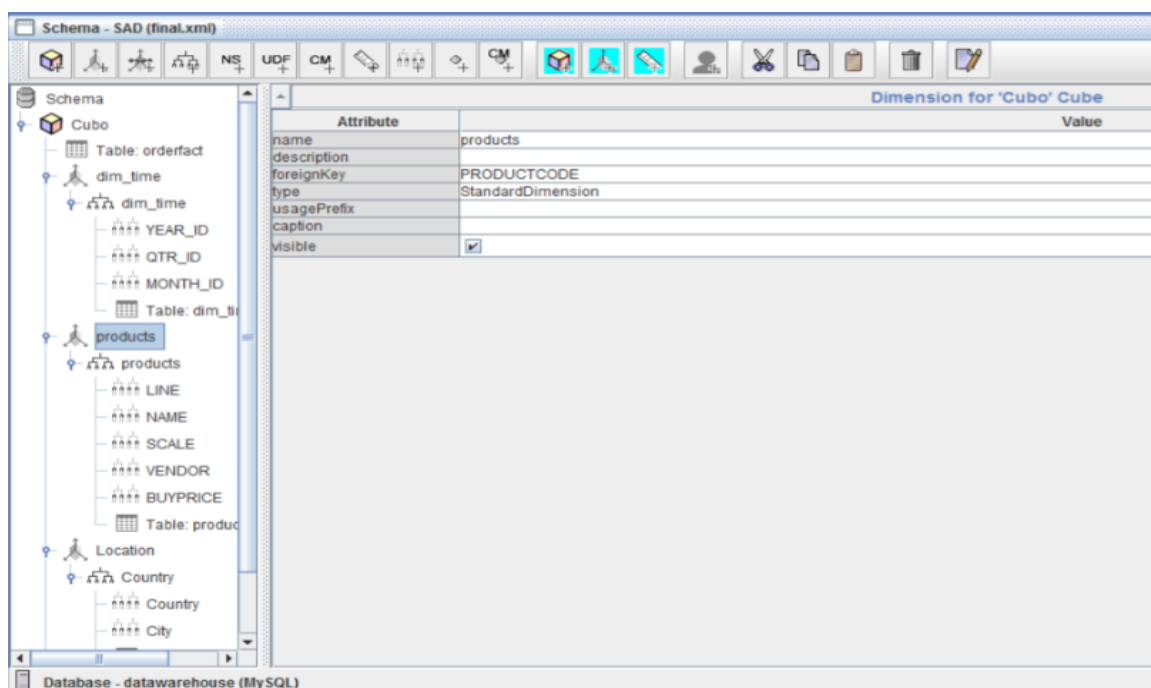 Schema - SAD (final.xml)
NS UDF CM CM
Schema
Cubo
Table: orderfact
dim_time
dim_time
YEAR_ID
QTR_ID
MONTH_ID
Table: dim_ti
products
products
LINE
NAME
SCALE
VENDOR
BUYPRICE
Table: produc
Location
Country
Country
City
Dimension for 'Cubo' Cube
Attribute Value
name products
description
foreignKey PRODUCTCODE
type StandardDimension
usagePrefix
caption
visible
Database - datawarehouse (MySQL)